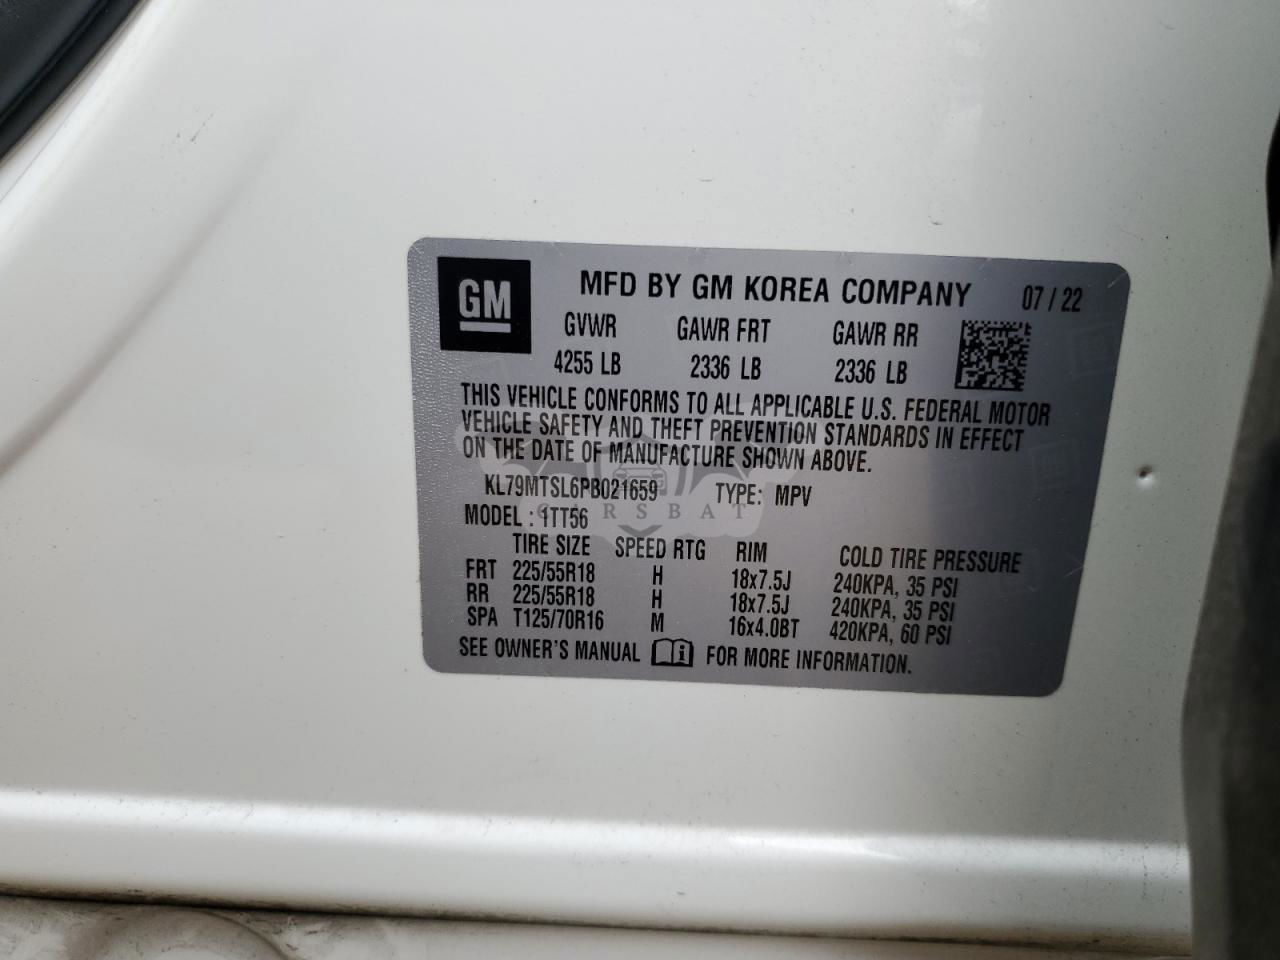 GM
MFD BY GM KOREA COMPANY 07 / 22
GVWR GAWR FRT GAWR RR
4255 LB 2336 LB 2336 LB
THIS VEHICLE CONFORMS TO ALL APPLICABLE U.S. FEDERAL MOTOR
VEHICLE SAFETY AND THEFT PREVENTION STANDARDS IN EFFECT
ON THE DATE OF MANUFACTURE SHOWN ABOVE.
KL79MTSL6PB021659 TYPE: MPV
CARSBAT
MODEL : 1TT56
TIRE SIZE SPEED RTG RIM COLD TIRE PRESSURE
FRT 225/55R18 H 18x7.5J 240KPA, 35 PSI
RR 225/55R18 H 18x7.5J 240KPA, 35 PSI
SPA T125/70R16 M 16x4.0BT 420KPA, 60 PSI
SEE OWNER'S MANUAL i FOR MORE INFORMATION.